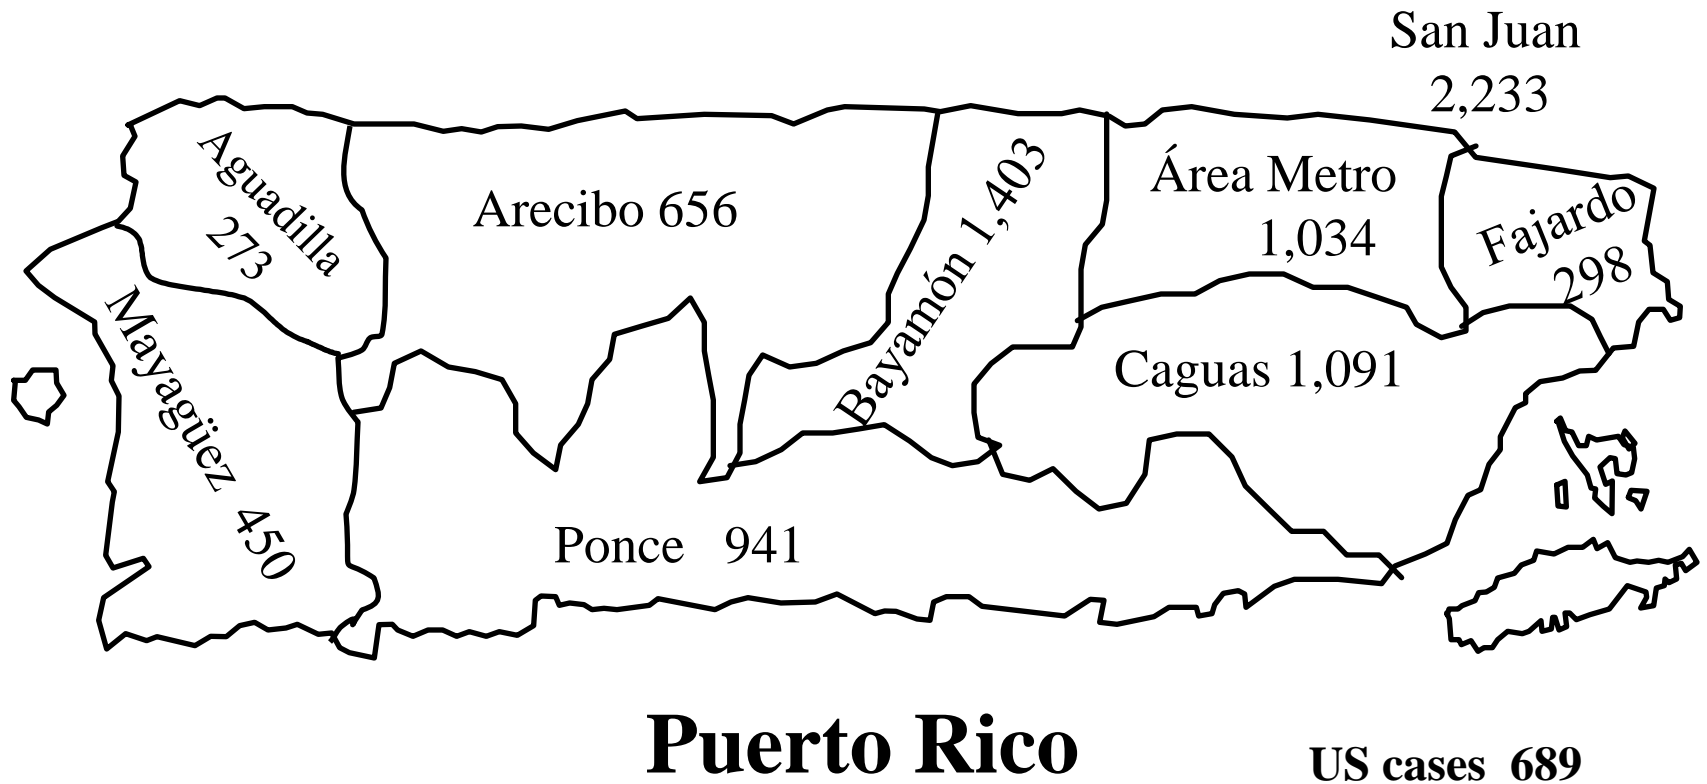 San Juan
2,233
Aguadilla
273
Arecibo 656
Bayamón 1,403
Área Metro
1,034
Fajardo
298
Mayagüez 450
Caguas 1,091
Ponce 941
Puerto Rico
US cases 689